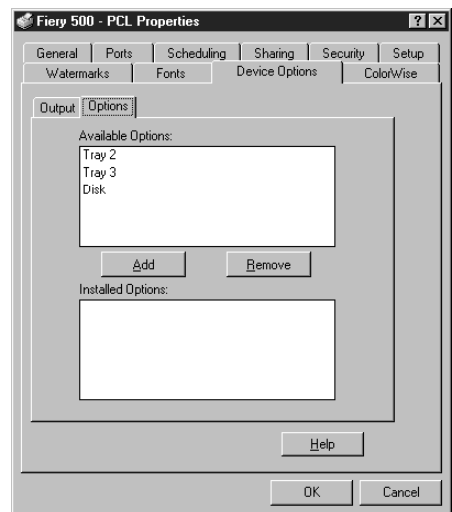 Fiery 500 - PCL Properties
General Ports Scheduling Sharing Security Setup
Watermarks Fonts Device Options ColorWise
Output Options
Available Options:
Tray 2
Tray 3
Disk
Add Remove
Installed Options:
Help
OK Cancel